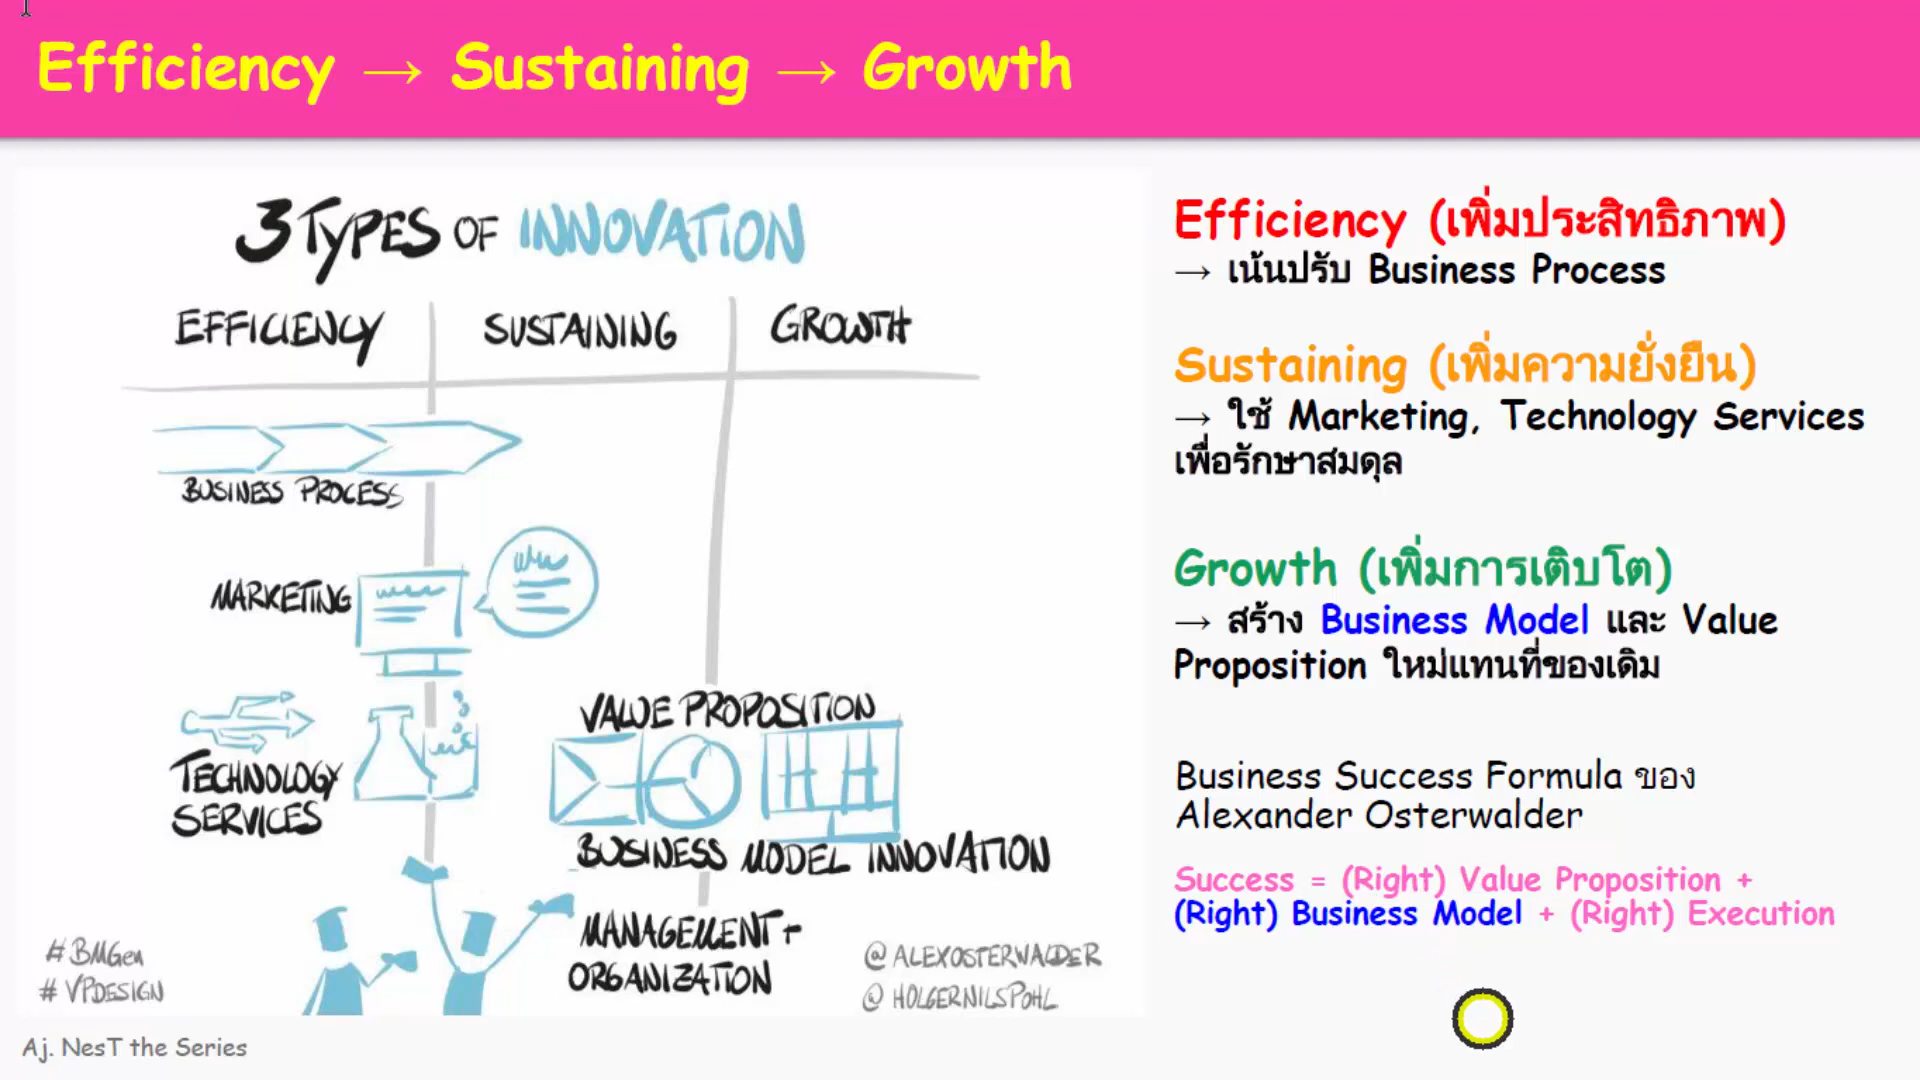 Efficiency → Sustaining → Growth
3 TYPES OF INNOVATION
EFFICIENCY
SUSTAINING
GROWTH
BUSINESS PROCESS
MARKETING
TECHNOLOGY
SERVICES
VALUE PROPOSITION
BUSINESS MODEL INNOVATION
MANAGEMENT +
ORGANIZATION
#BMGen
# VPDESIGN
@ALEXOSTERWALDER
@HOLGERNILSPOHL
Aj. NesT the Series
Efficiency (เพิ่มประสิทธิภาพ)
→ เน้นปรับ Business Process
Sustaining (เพิ่มความยั่งยืน)
→ ใช้ Marketing, Technology Services
เพื่อรักษาสมดุล
Growth (เพิ่มการเติบโต)
→ สร้าง Business Model และ Value
Proposition ใหม่แทนที่ของเดิม
Business Success Formula ของ
Alexander Osterwalder
Success = (Right) Value Proposition +
(Right) Business Model + (Right) Execution